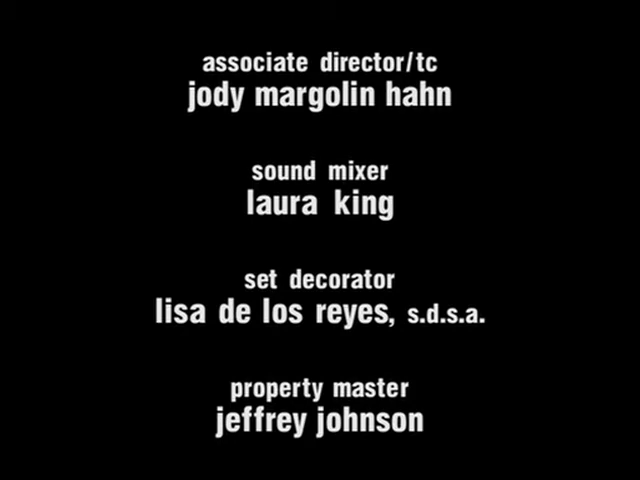 associate director/tc
jody margolin hahn
sound mixer
laura king
set decorator
lisa de los reyes, s.d.s.a.
property master
jeffrey johnson